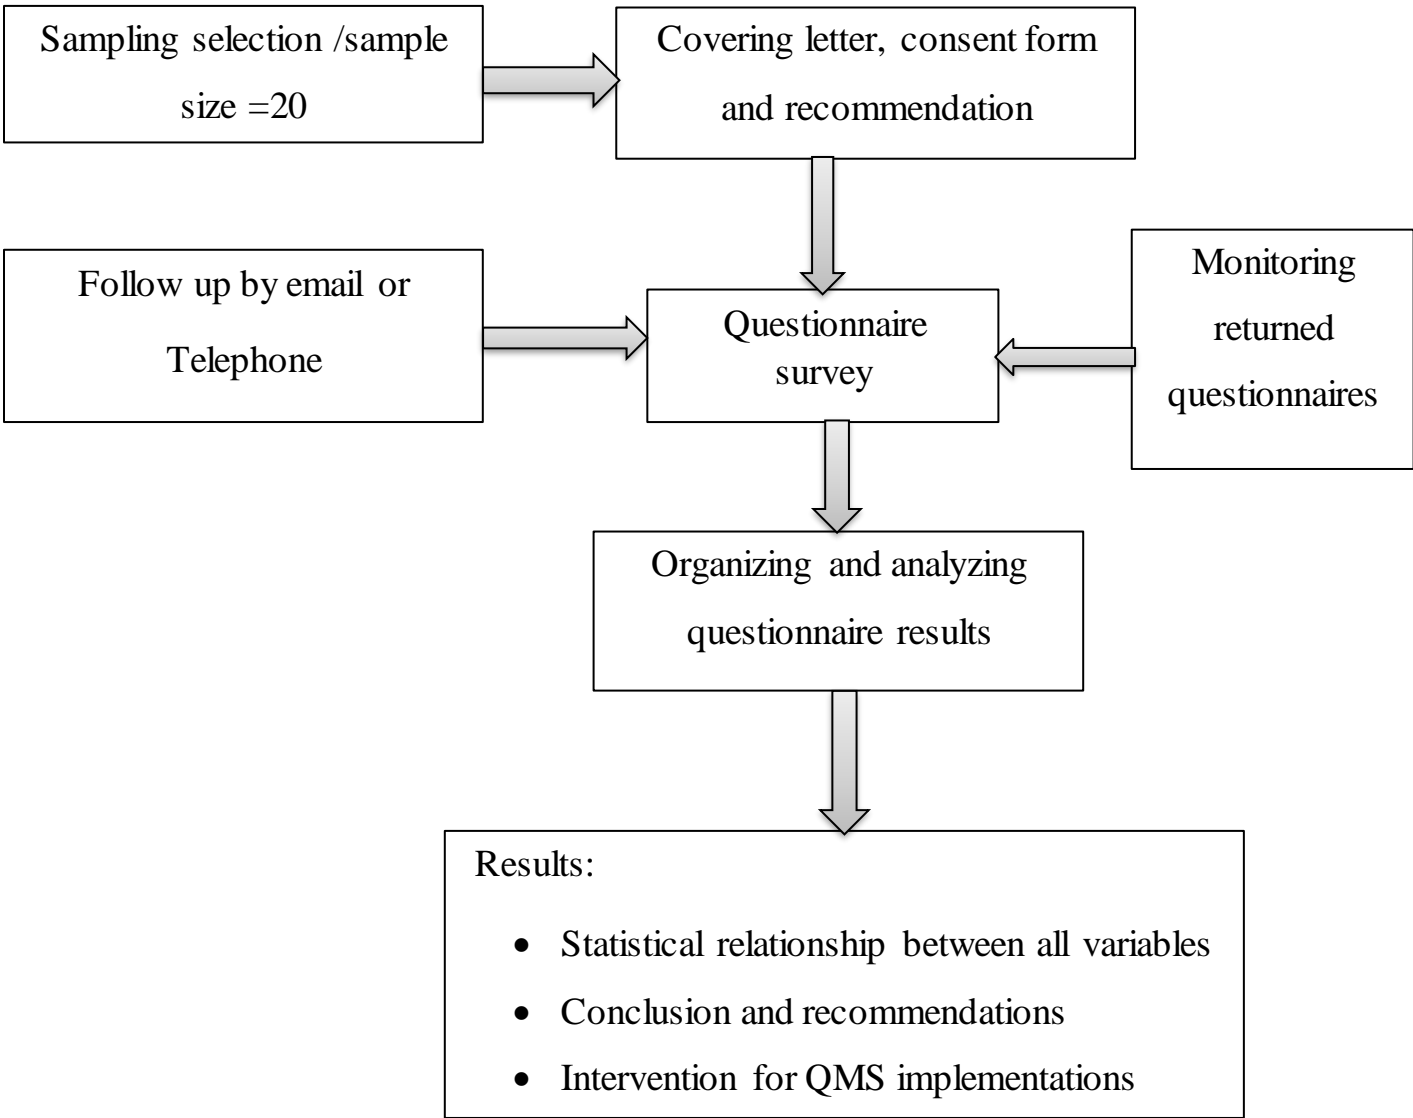 Sampling selection /sample
size =20
Covering letter, consent form
and recommendation
Follow up by email or
Telephone
Questionnaire
survey
Monitoring
returned
questionnaires
Organizing and analyzing
questionnaire results
Results:
• Statistical relationship between all variables
• Conclusion and recommendations
• Intervention for QMS implementations